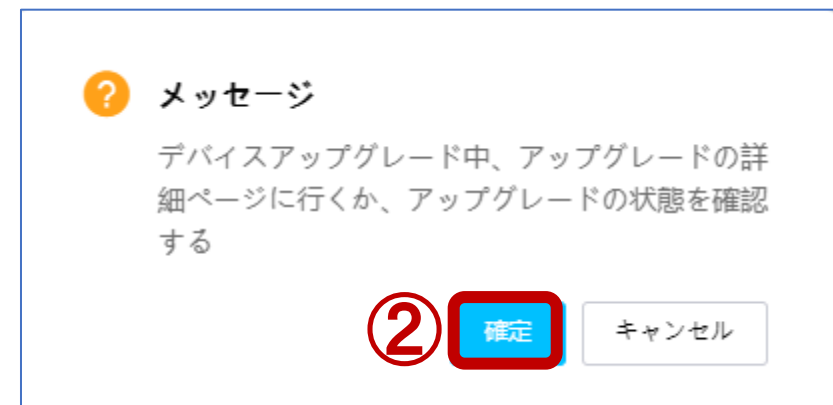 ? メッセージ
デバイスアップグレード中、アップグレードの詳
細ページに行くか、アップグレードの状態を確認
する
② 確定 キャンセル